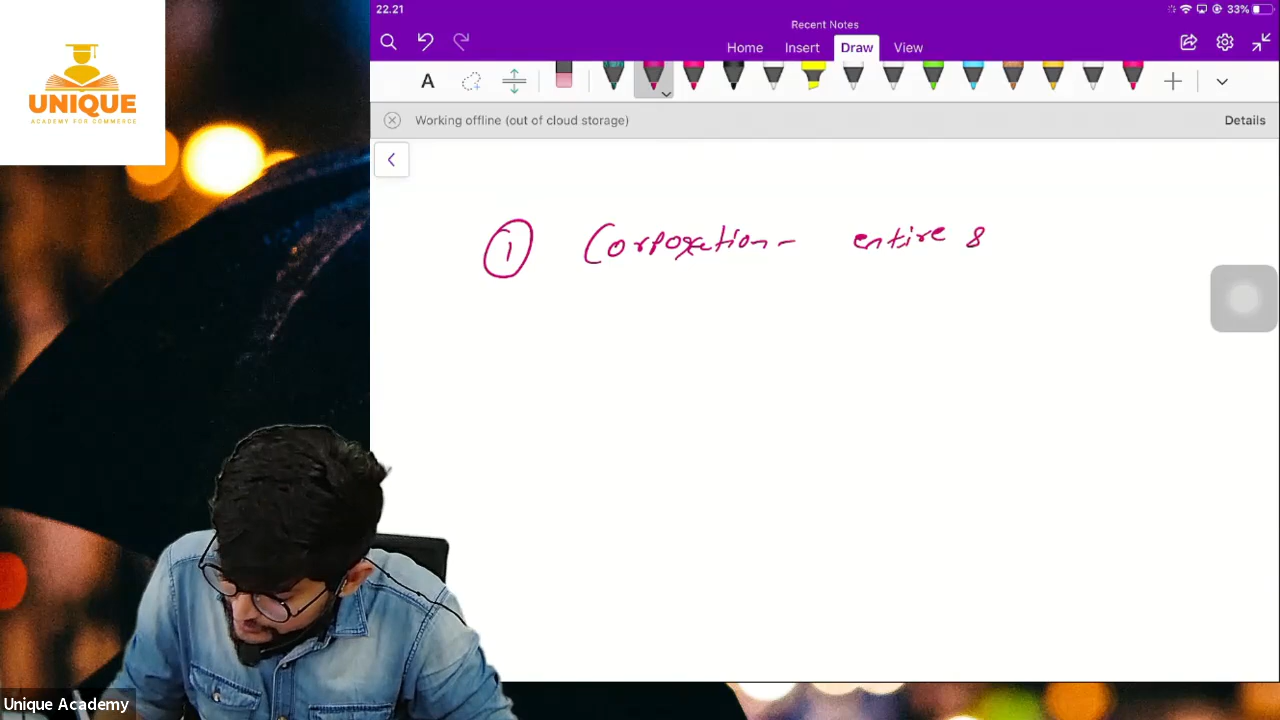 22.21
33%
Recent Notes
Home Insert Draw View
A
Working offline (out of cloud storage)
Details
UNIQUE
ACADEMY FOR COMMERCE
① Corporation - entire 8
Unique Academy